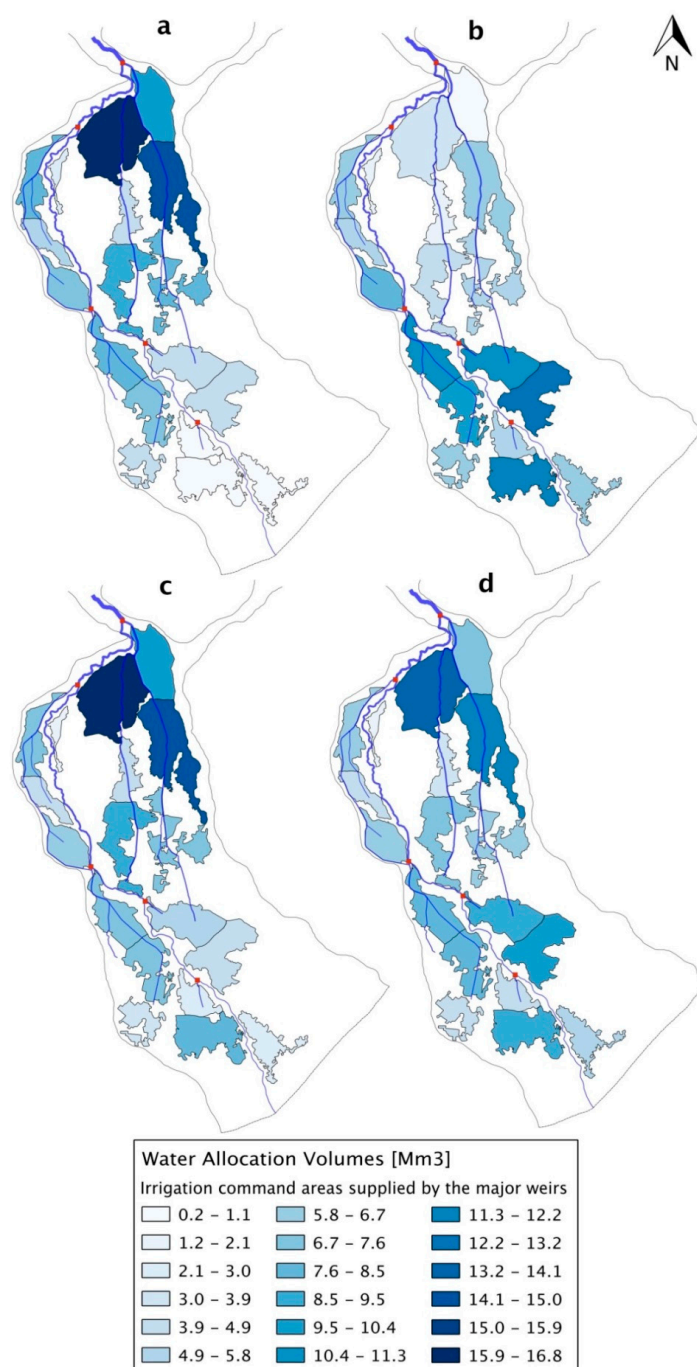 a
b
N
c
d
Water Allocation Volumes [Mm3]
Irrigation command areas supplied by the major weirs
0.2 – 1.1
5.8 – 6.7
11.3 – 12.2
1.2 – 2.1
6.7 – 7.6
12.2 – 13.2
2.1 – 3.0
7.6 – 8.5
13.2 – 14.1
3.0 – 3.9
8.5 – 9.5
14.1 – 15.0
3.9 – 4.9
9.5 – 10.4
15.0 – 15.9
4.9 – 5.8
10.4 – 11.3
15.9 – 16.8